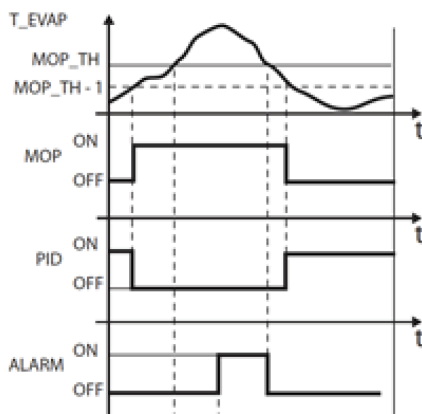 T_EVAP
MOP_TH
MOP_TH - 1
t
ON
MOP
OFF
t
ON
PID
OFF
t
ON
ALARM
OFF